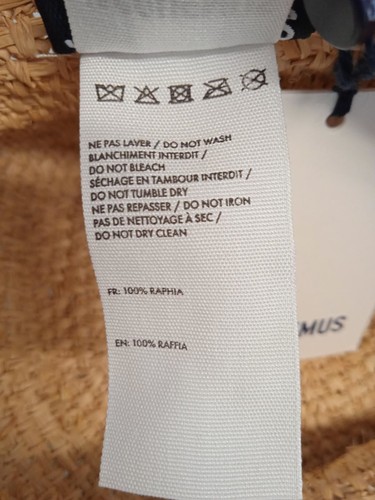 NE PAS LAVER / DO NOT WASH
BLANCHIMENT INTERDIT /
DO NOT BLEACH
SÉCHAGE EN TAMBOUR INTERDIT /
DO NOT TUMBLE DRY
NE PAS REPASSER / DO NOT IRON
PAS DE NETTOYAGE À SEC /
DO NOT DRY CLEAN
FR: 100% RAPHIA
MUS
EN: 100% RAFFIA